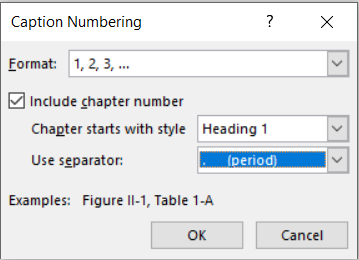 Caption Numbering ? ×
Format: 1, 2, 3, ...
Include chapter number
Chapter starts with style Heading 1
Use separator: . (period)
Examples: Figure II-1, Table 1-A
OK Cancel